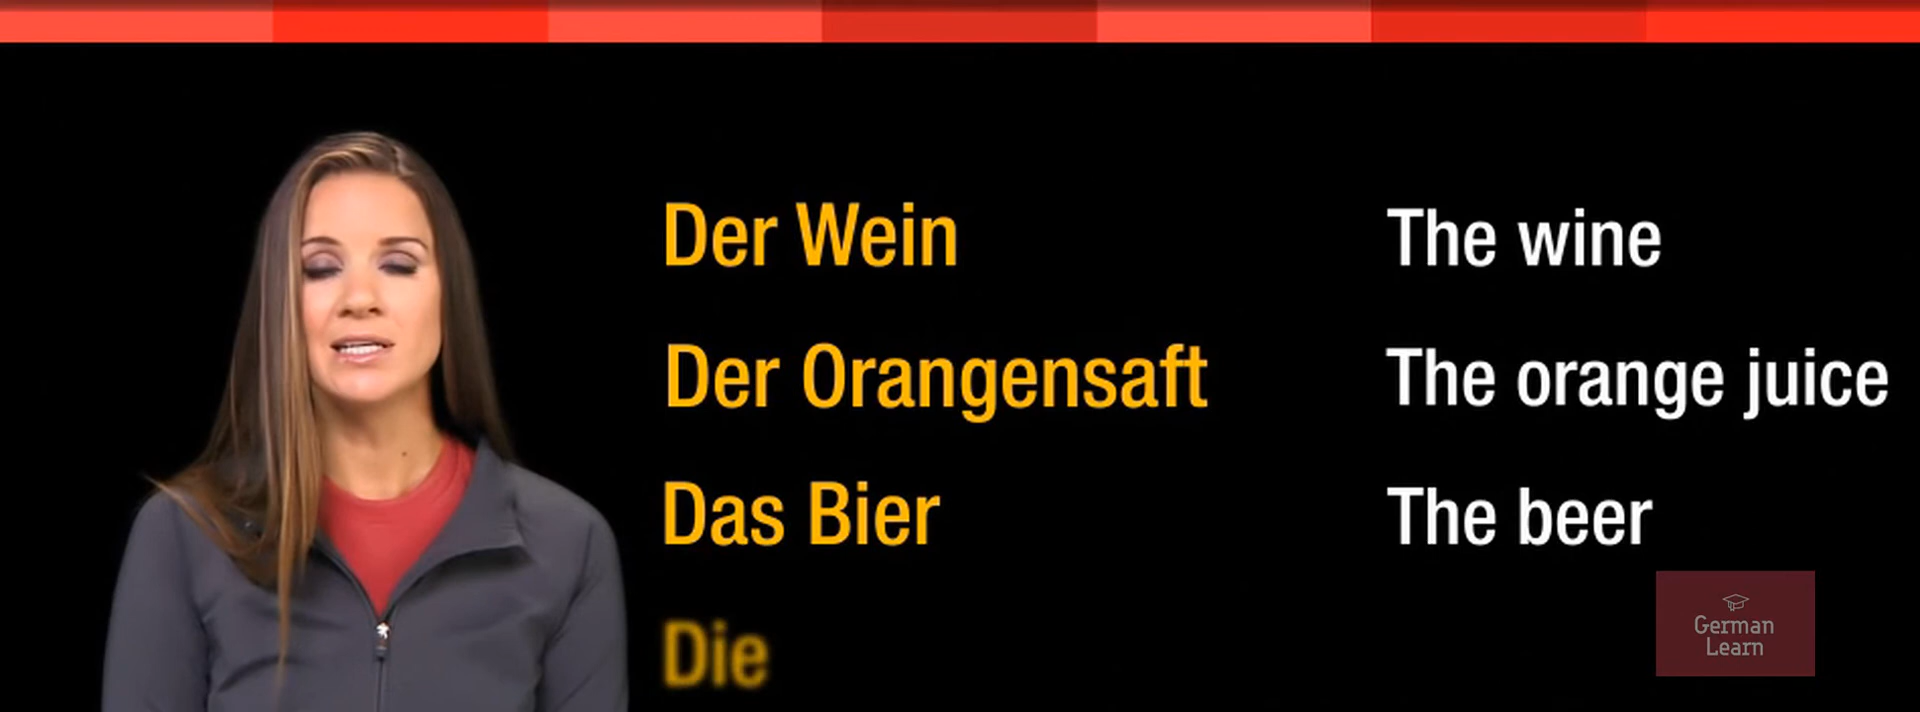 Der Wein The wine
Der Orangensaft The orange juice
Das Bier The beer
Die
German
Learn